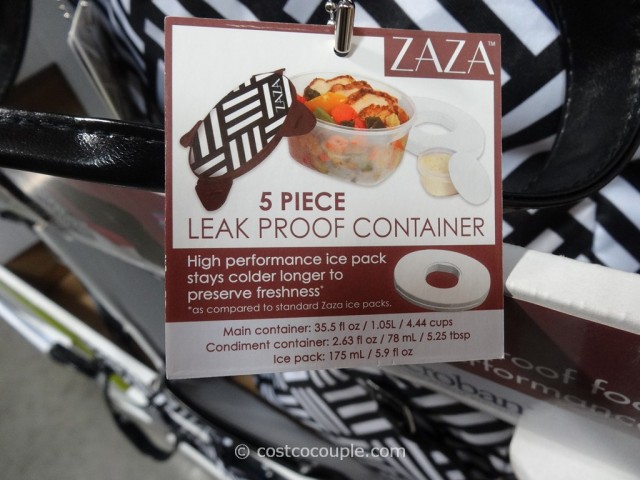 ZAZA™
ZAZA
5 PIECE
LEAK PROOF CONTAINER
High performance ice pack
stays colder longer to
preserve freshness*
*as compared to standard Zaza ice packs.
Main container: 35.5 fl oz / 1.05L / 4.44 cups
Condiment container: 2.63 fl oz / 78 mL / 5.25 tbsp
Ice pack: 175 mL / 5.9 fl oz
© costcocouple.com